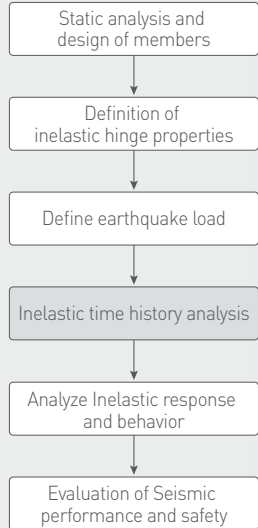 Static analysis and
design of members
Definition of
inelastic hinge properties
Define earthquake load
Inelastic time history analysis
Analyze Inelastic response
and behavior
Evaluation of Seismic
performance and safety